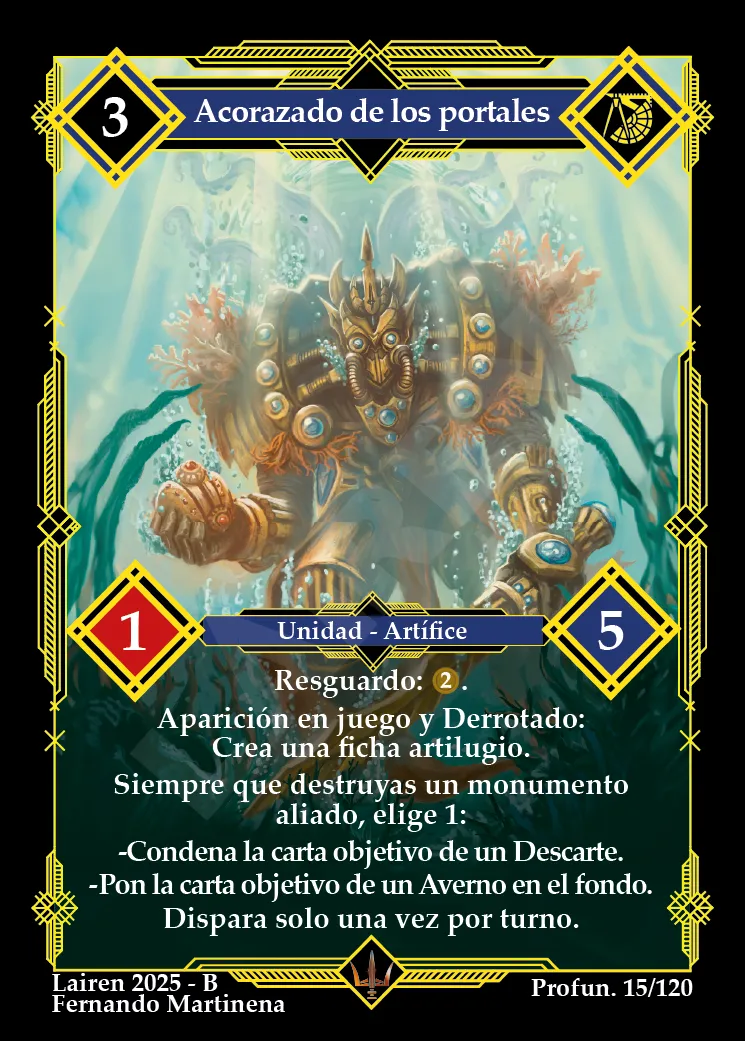 3
Acorazado de los portales
1
Unidad - Artífice
5
Resguardo: 2.
Aparición en juego y Derrotado:
Crea una ficha artilugio.
Siempre que destruyas un monumento
aliado, elige 1:
-Condena la carta objetivo de un Descarte.
-Pon la carta objetivo de un Averno en el fondo.
Dispara solo una vez por turno.
Lairen 2025 - B
Fernando Martinena
Profun. 15/120